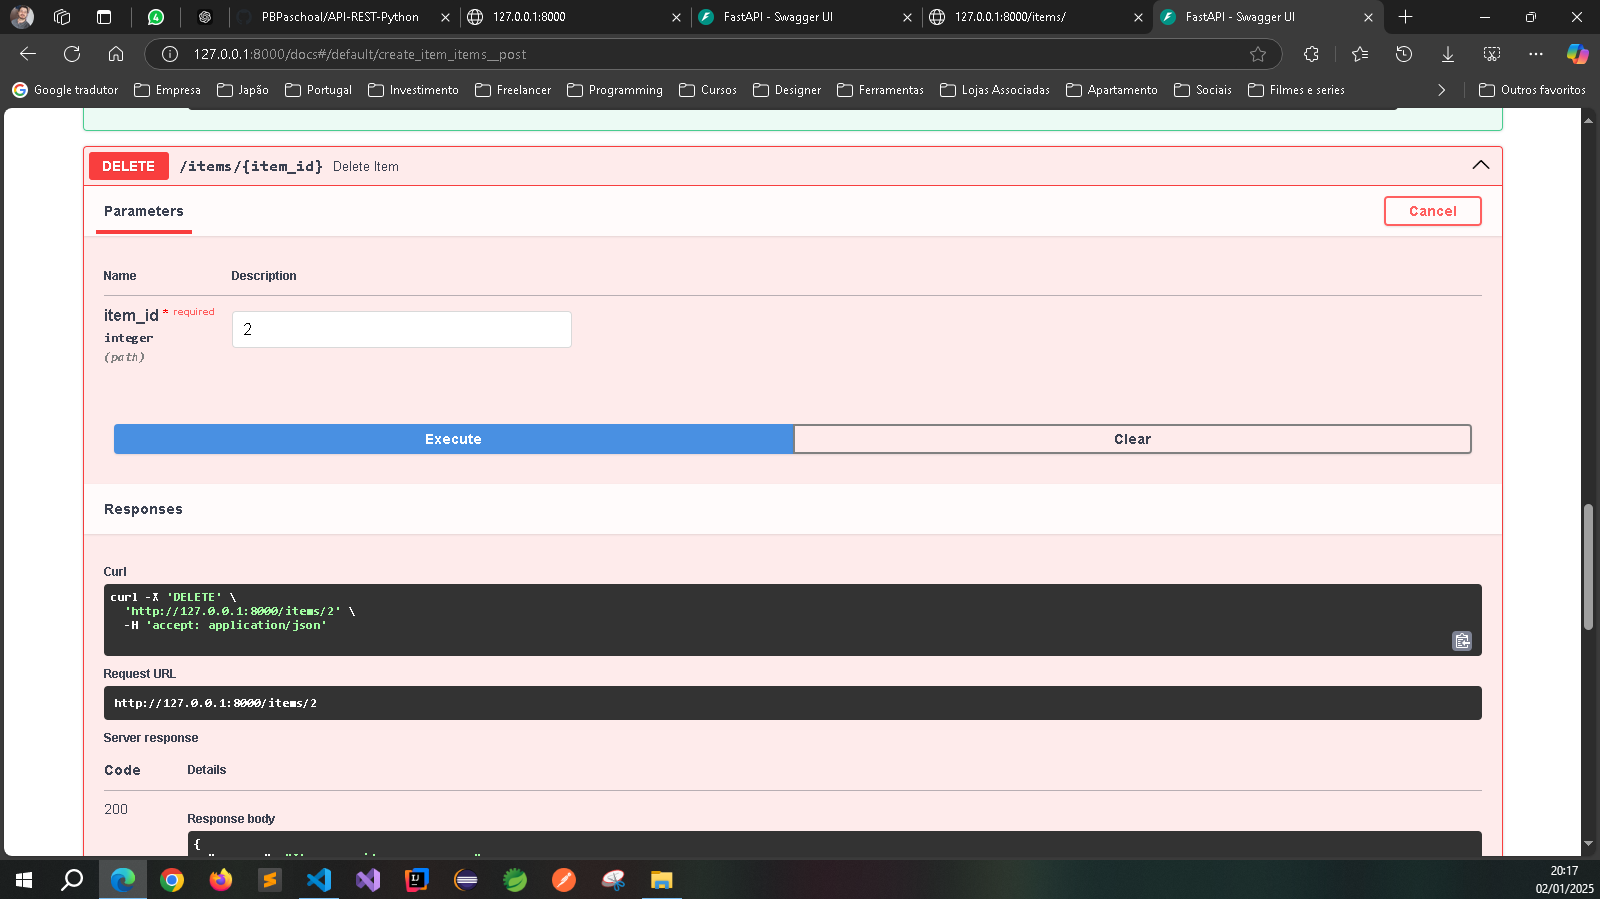 PBPaschoal/API-REST-Python
127.0.0.1:8000
FastAPI - Swagger UI
127.0.0.1:8000/items/
FastAPI - Swagger UI
127.0.0.1:8000/docs#/default/create_item_items__post
Google tradutor
Empresa
Japão
Portugal
Investimento
Freelancer
Programming
Cursos
Designer
Ferramentas
Lojas Associadas
Apartamento
Sociais
Filmes e series
Outros favoritos
DELETE /items/{item_id} Delete Item
Parameters
Cancel
Name Description
item_id * required
integer
(path)
2
Execute
Clear
Responses
Curl
curl -X 'DELETE' \
'http://127.0.0.1:8000/items/2' \
-H 'accept: application/json'
Request URL
http://127.0.0.1:8000/items/2
Server response
Code Details
200
Response body
{
20:17
02/01/2025